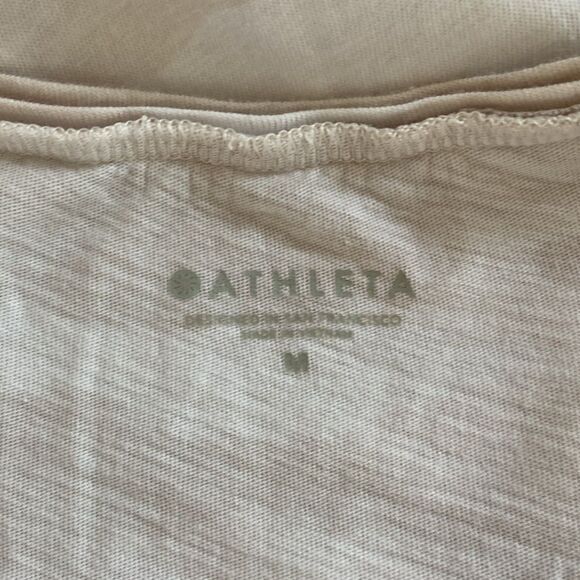 ATHLETA
DESIGNED IN SAN FRANCISCO
MADE IN VIETNAM
M